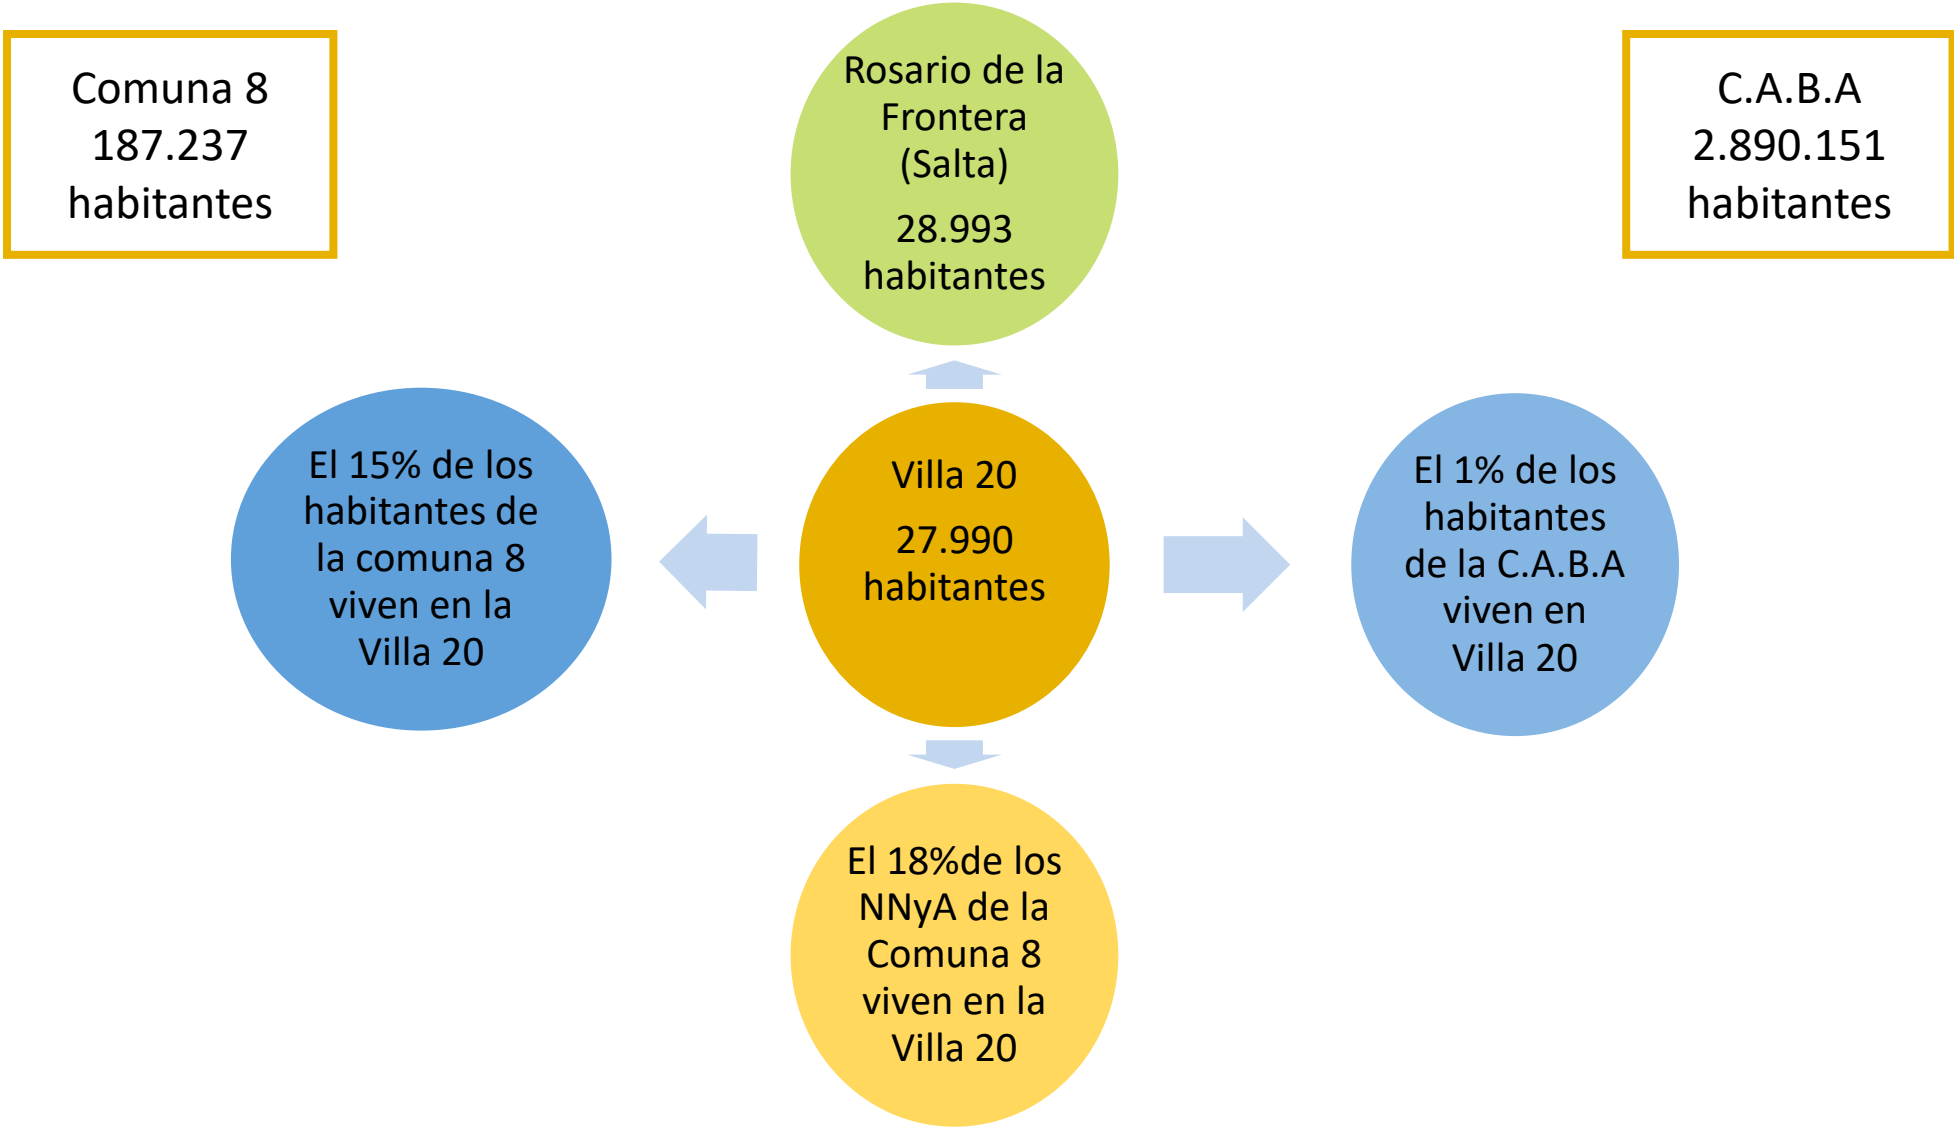 Comuna 8
187.237
habitantes
Rosario de la
Frontera
(Salta)
28.993
habitantes
C.A.B.A
2.890.151
habitantes
El 15% de los
habitantes de
la comuna 8
viven en la
Villa 20
Villa 20
27.990
habitantes
El 1% de los
habitantes
de la C.A.B.A
viven en
Villa 20
El 18%de los
NNyA de la
Comuna 8
viven en la
Villa 20